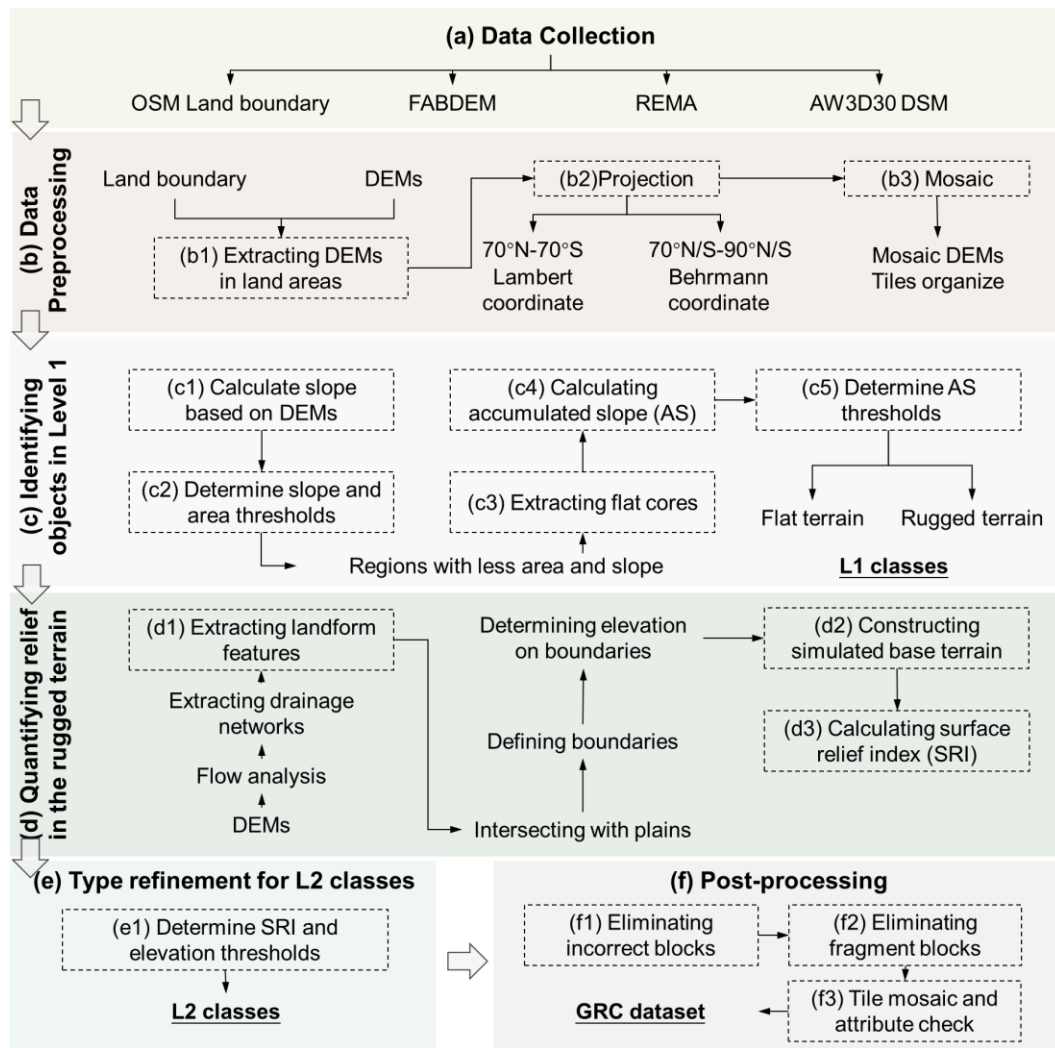 (a) Data Collection
OSM Land boundary
FABDEM
REMA
AW3D30 DSM
(b) Data
Preprocessing
Land boundary
DEMs
(b1) Extracting DEMs
in land areas
(b2)Projection
70°N-70°S
Lambert
coordinate
70°N/S-90°N/S
Behrmann
coordinate
(b3) Mosaic
Mosaic DEMs
Tiles organize
(c) Identifying
objects in Level 1
(c1) Calculate slope
based on DEMs
(c2) Determine slope and
area thresholds
Regions with less area and slope
(c3) Extracting flat cores
(c4) Calculating
accumulated slope (AS)
(c5) Determine AS
thresholds
Flat terrain
Rugged terrain
L1 classes
(d) Quantifying relief
in the rugged terrain
(d1) Extracting landform
features
Extracting drainage
networks
Flow analysis
DEMs
Intersecting with plains
Defining boundaries
Determining elevation
on boundaries
(d2) Constructing
simulated base terrain
(d3) Calculating surface
relief index (SRI)
(e) Type refinement for L2 classes
(e1) Determine SRI and
elevation thresholds
L2 classes
(f) Post-processing
(f1) Eliminating
incorrect blocks
(f2) Eliminating
fragment blocks
(f3) Tile mosaic and
attribute check
GRC dataset